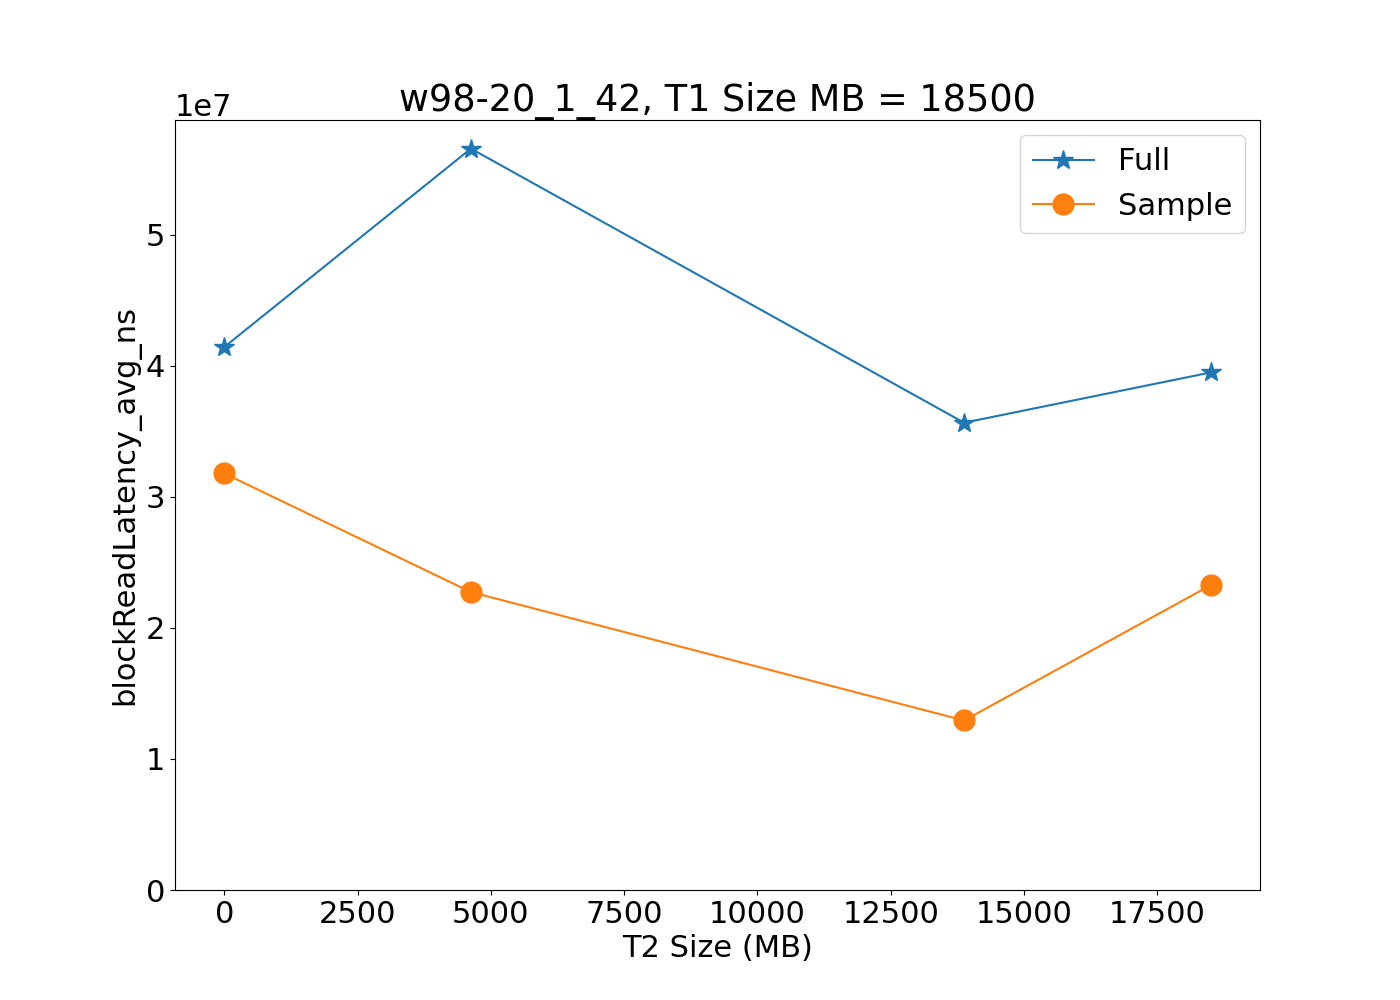 w98-20_1_42, T1 Size MB = 18500
1e7
Full
Sample
5
4
3
2
1
0
blockReadLatency_avg_ns
0 2500 5000 7500 10000 12500 15000 17500
T2 Size (MB)